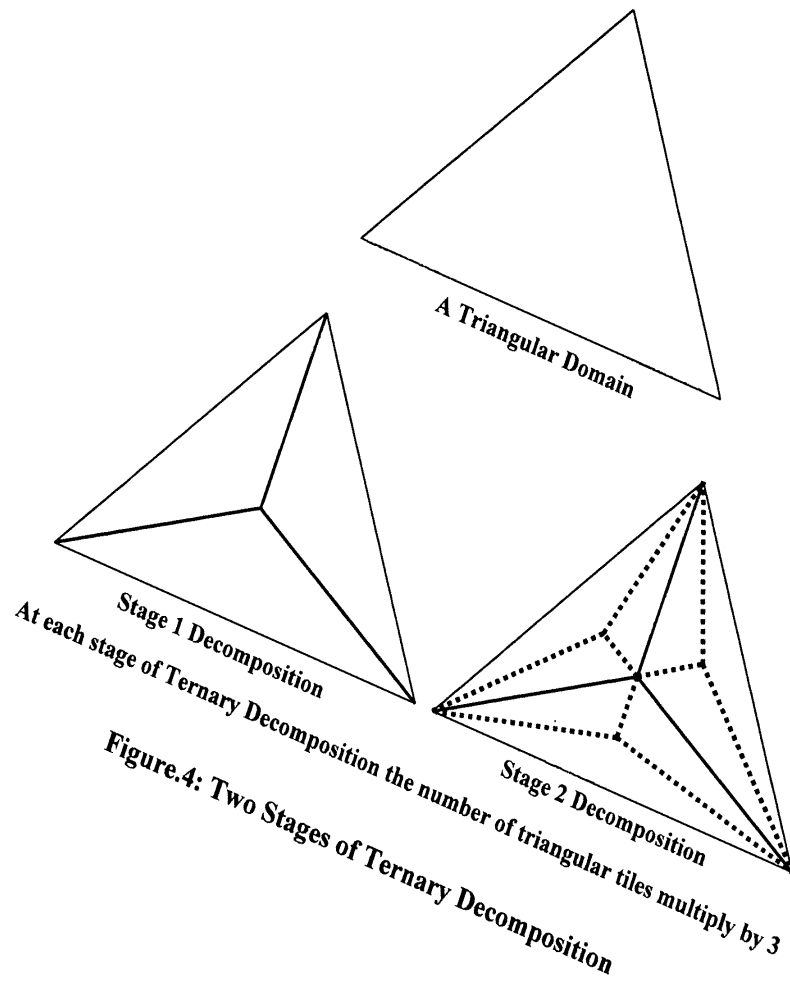 A Triangular Domain
Stage 1 Decomposition
Stage 2 Decomposition
At each stage of Ternary Decomposition the number of triangular tiles multiply by 3
Figure.4: Two Stages of Ternary Decomposition